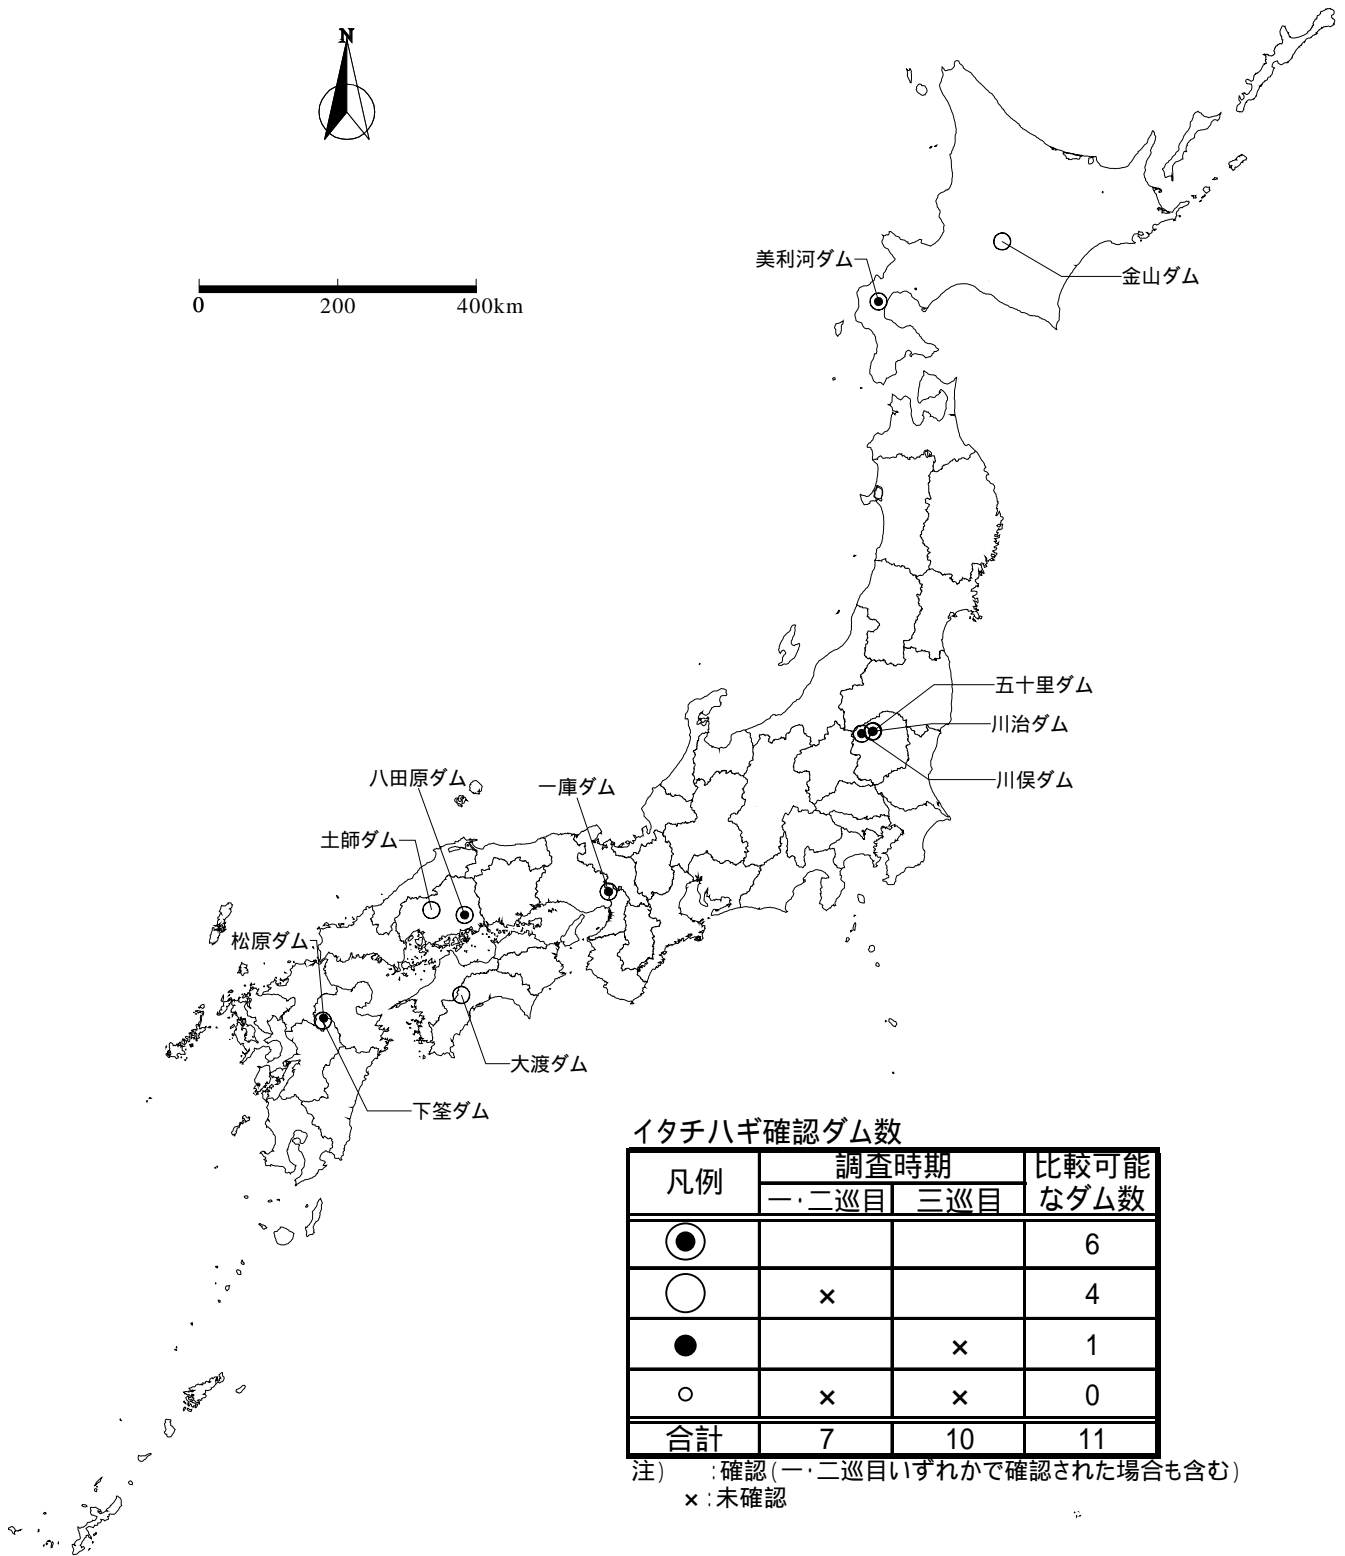 N
0 200 400km
美利河ダム
金山ダム
五十里ダム
川治ダム
川俣ダム
八田原ダム
一庫ダム
土師ダム
松原ダム
大渡ダム
下筌ダム
イタチハギ確認ダム数
凡例 調査時期 比較可能
一・二巡目 三巡目 なダム数
6
× 4
× 1
× × 0
合計 7 10 11
注) :確認(一・二巡目いずれかで確認された場合も含む)
×:未確認